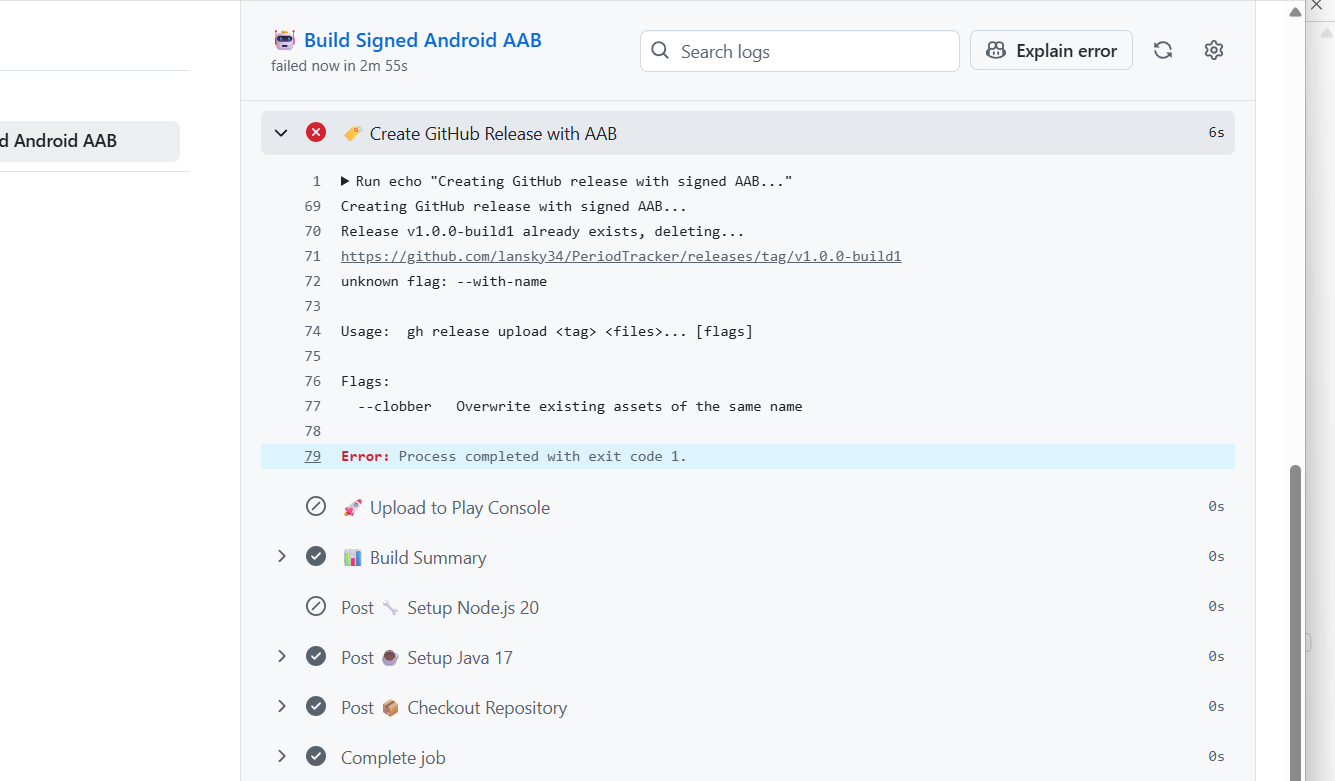 Build Signed Android AAB
failed now in 2m 55s
Search logs
Explain error
d Android AAB
Create GitHub Release with AAB
6s
1 Run echo "Creating GitHub release with signed AAB..."
69 Creating GitHub release with signed AAB...
70 Release v1.0.0-build1 already exists, deleting...
71 https://github.com/lansky34/PeriodTracker/releases/tag/v1.0.0-build1
72 unknown flag: --with-name
73
74 Usage:  gh release upload <tag> <files>... [flags]
75
76 Flags:
77   --clobber   Overwrite existing assets of the same name
78
79 Error: Process completed with exit code 1.
Upload to Play Console
0s
Build Summary
0s
Post Setup Node.js 20
0s
Post Setup Java 17
0s
Post Checkout Repository
0s
Complete job
0s